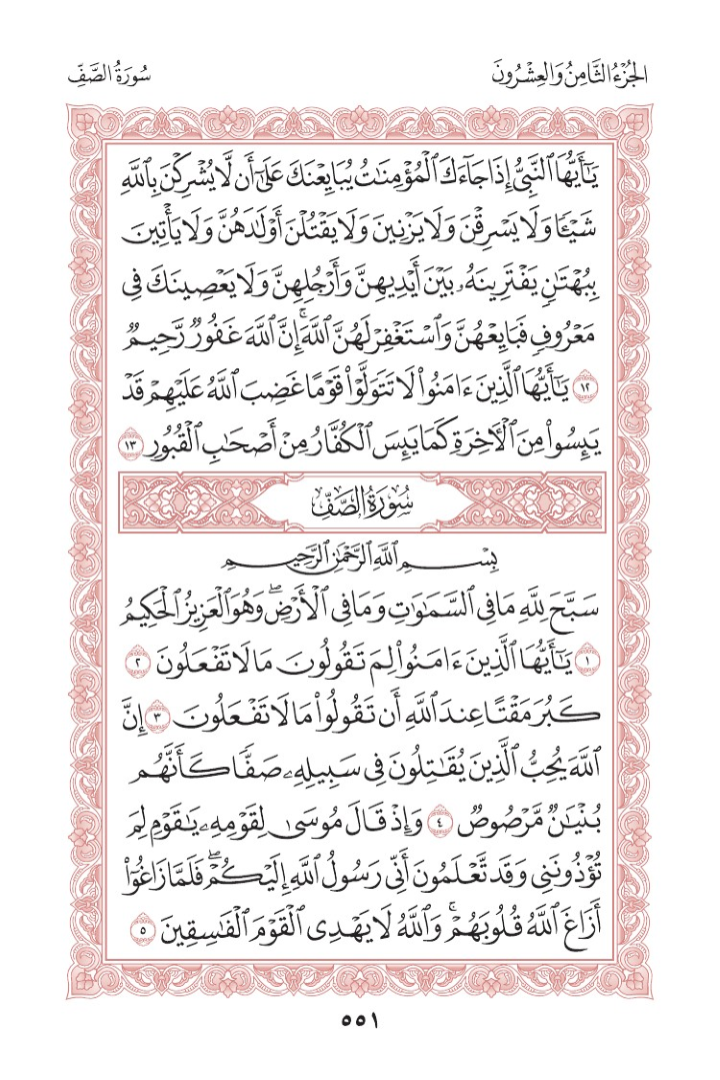 الجُزْءُ الثَّامِنُ وَالعِشْرُونَ
سُورَةُ الصَّفِّ
يَٰٓأَيُّهَا ٱلنَّبِيُّ إِذَا جَآءَكَ ٱلْمُؤْمِنَٰتُ يُبَايِعْنَكَ عَلَىٰٓ أَن لَّا يُشْرِكْنَ بِٱللَّهِ
شَيْـًٔا وَلَا يَسْرِقْنَ وَلَا يَزْنِينَ وَلَا يَقْتُلْنَ أَوْلَٰدَهُنَّ وَلَا يَأْتِينَ
بِبُهْتَٰنٍ يَفْتَرِينَهُۥ بَيْنَ أَيْدِيهِنَّ وَأَرْجُلِهِنَّ وَلَا يَعْصِينَكَ فِى
مَعْرُوفٍ فَبَايِعْهُنَّ وَٱسْتَغْفِرْ لَهُنَّ ٱللَّهَ ۚ إِنَّ ٱللَّهَ غَفُورٌ رَّحِيمٌ
١٢ يَٰٓأَيُّهَا ٱلَّذِينَ ءَامَنُوا۟ لَا تَتَوَلَّوْا۟ قَوْمًا غَضِبَ ٱللَّهُ عَلَيْهِمْ قَدْ
يَئِسُوا۟ مِنَ ٱلْـَٔاخِرَةِ كَمَا يَئِسَ ٱلْكُفَّارُ مِنْ أَصْحَٰبِ ٱلْقُبُورِ ١٣
سُورَةُ الصَّفِّ
بِسْمِ ٱللَّهِ ٱلرَّحْمَٰنِ ٱلرَّحِيمِ
سَبَّحَ لِلَّهِ مَا فِى ٱلسَّمَٰوَٰتِ وَمَا فِى ٱلْأَرْضِ ۖ وَهُوَ ٱلْعَزِيزُ ٱلْحَكِيمُ
١ يَٰٓأَيُّهَا ٱلَّذِينَ ءَامَنُوا۟ لِمَ تَقُولُونَ مَا لَا تَفْعَلُونَ ٢
كَبُرَ مَقْتًا عِندَ ٱللَّهِ أَن تَقُولُوا۟ مَا لَا تَفْعَلُونَ ٣ إِنَّ
ٱللَّهَ يُحِبُّ ٱلَّذِينَ يُقَٰتِلُونَ فِى سَبِيلِهِۦ صَفًّا كَأَنَّهُم
بُنْيَٰنٌ مَّرْصُوصٌ ٤ وَإِذْ قَالَ مُوسَىٰ لِقَوْمِهِۦ يَٰقَوْمِ لِمَ
تُؤْذُونَنِى وَقَد تَّعْلَمُونَ أَنِّى رَسُولُ ٱللَّهِ إِلَيْكُمْ ۖ فَلَمَّا زَاغُوٓا۟
أَزَاغَ ٱللَّهُ قُلُوبَهُمْ ۚ وَٱللَّهُ لَا يَهْدِى ٱلْقَوْمَ ٱلْفَٰسِقِينَ ٥
٥٥١